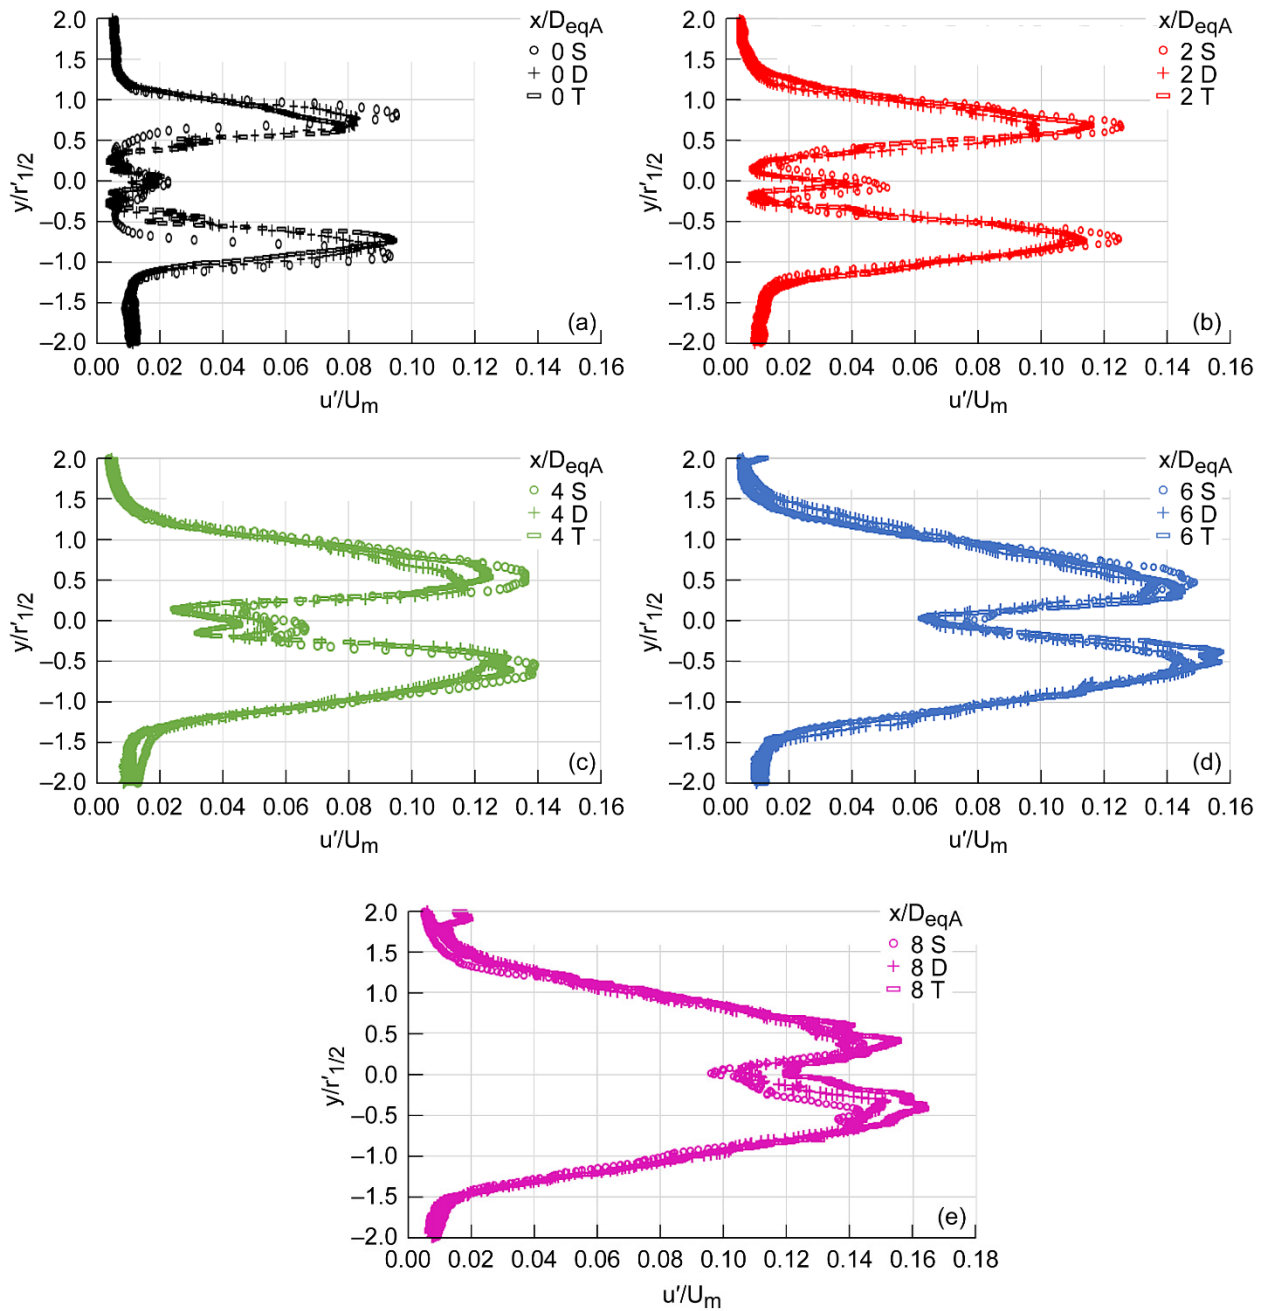 x/DeqA
0 S
0 D
0 T
2.0
1.5
1.0
0.5
0.0
–0.5
–1.0
–1.5
–2.0
y/r′1/2
(a)
0.00 0.02 0.04 0.06 0.08 0.10 0.12 0.14 0.16
u′/Um
x/DeqA
2 S
2 D
2 T
2.0
1.5
1.0
0.5
0.0
–0.5
–1.0
–1.5
–2.0
y/r′1/2
(b)
0.00 0.02 0.04 0.06 0.08 0.10 0.12 0.14 0.16
u′/Um
x/DeqA
4 S
4 D
4 T
2.0
1.5
1.0
0.5
0.0
–0.5
–1.0
–1.5
–2.0
y/r′1/2
(c)
0.00 0.02 0.04 0.06 0.08 0.10 0.12 0.14 0.16
u′/Um
x/DeqA
6 S
6 D
6 T
2.0
1.5
1.0
0.5
0.0
–0.5
–1.0
–1.5
–2.0
y/r′1/2
(d)
0.00 0.02 0.04 0.06 0.08 0.10 0.12 0.14 0.16
u′/Um
x/DeqA
8 S
8 D
8 T
2.0
1.5
1.0
0.5
0.0
–0.5
–1.0
–1.5
–2.0
y/r′1/2
(e)
0.00 0.02 0.04 0.06 0.08 0.10 0.12 0.14 0.16 0.18
u′/Um